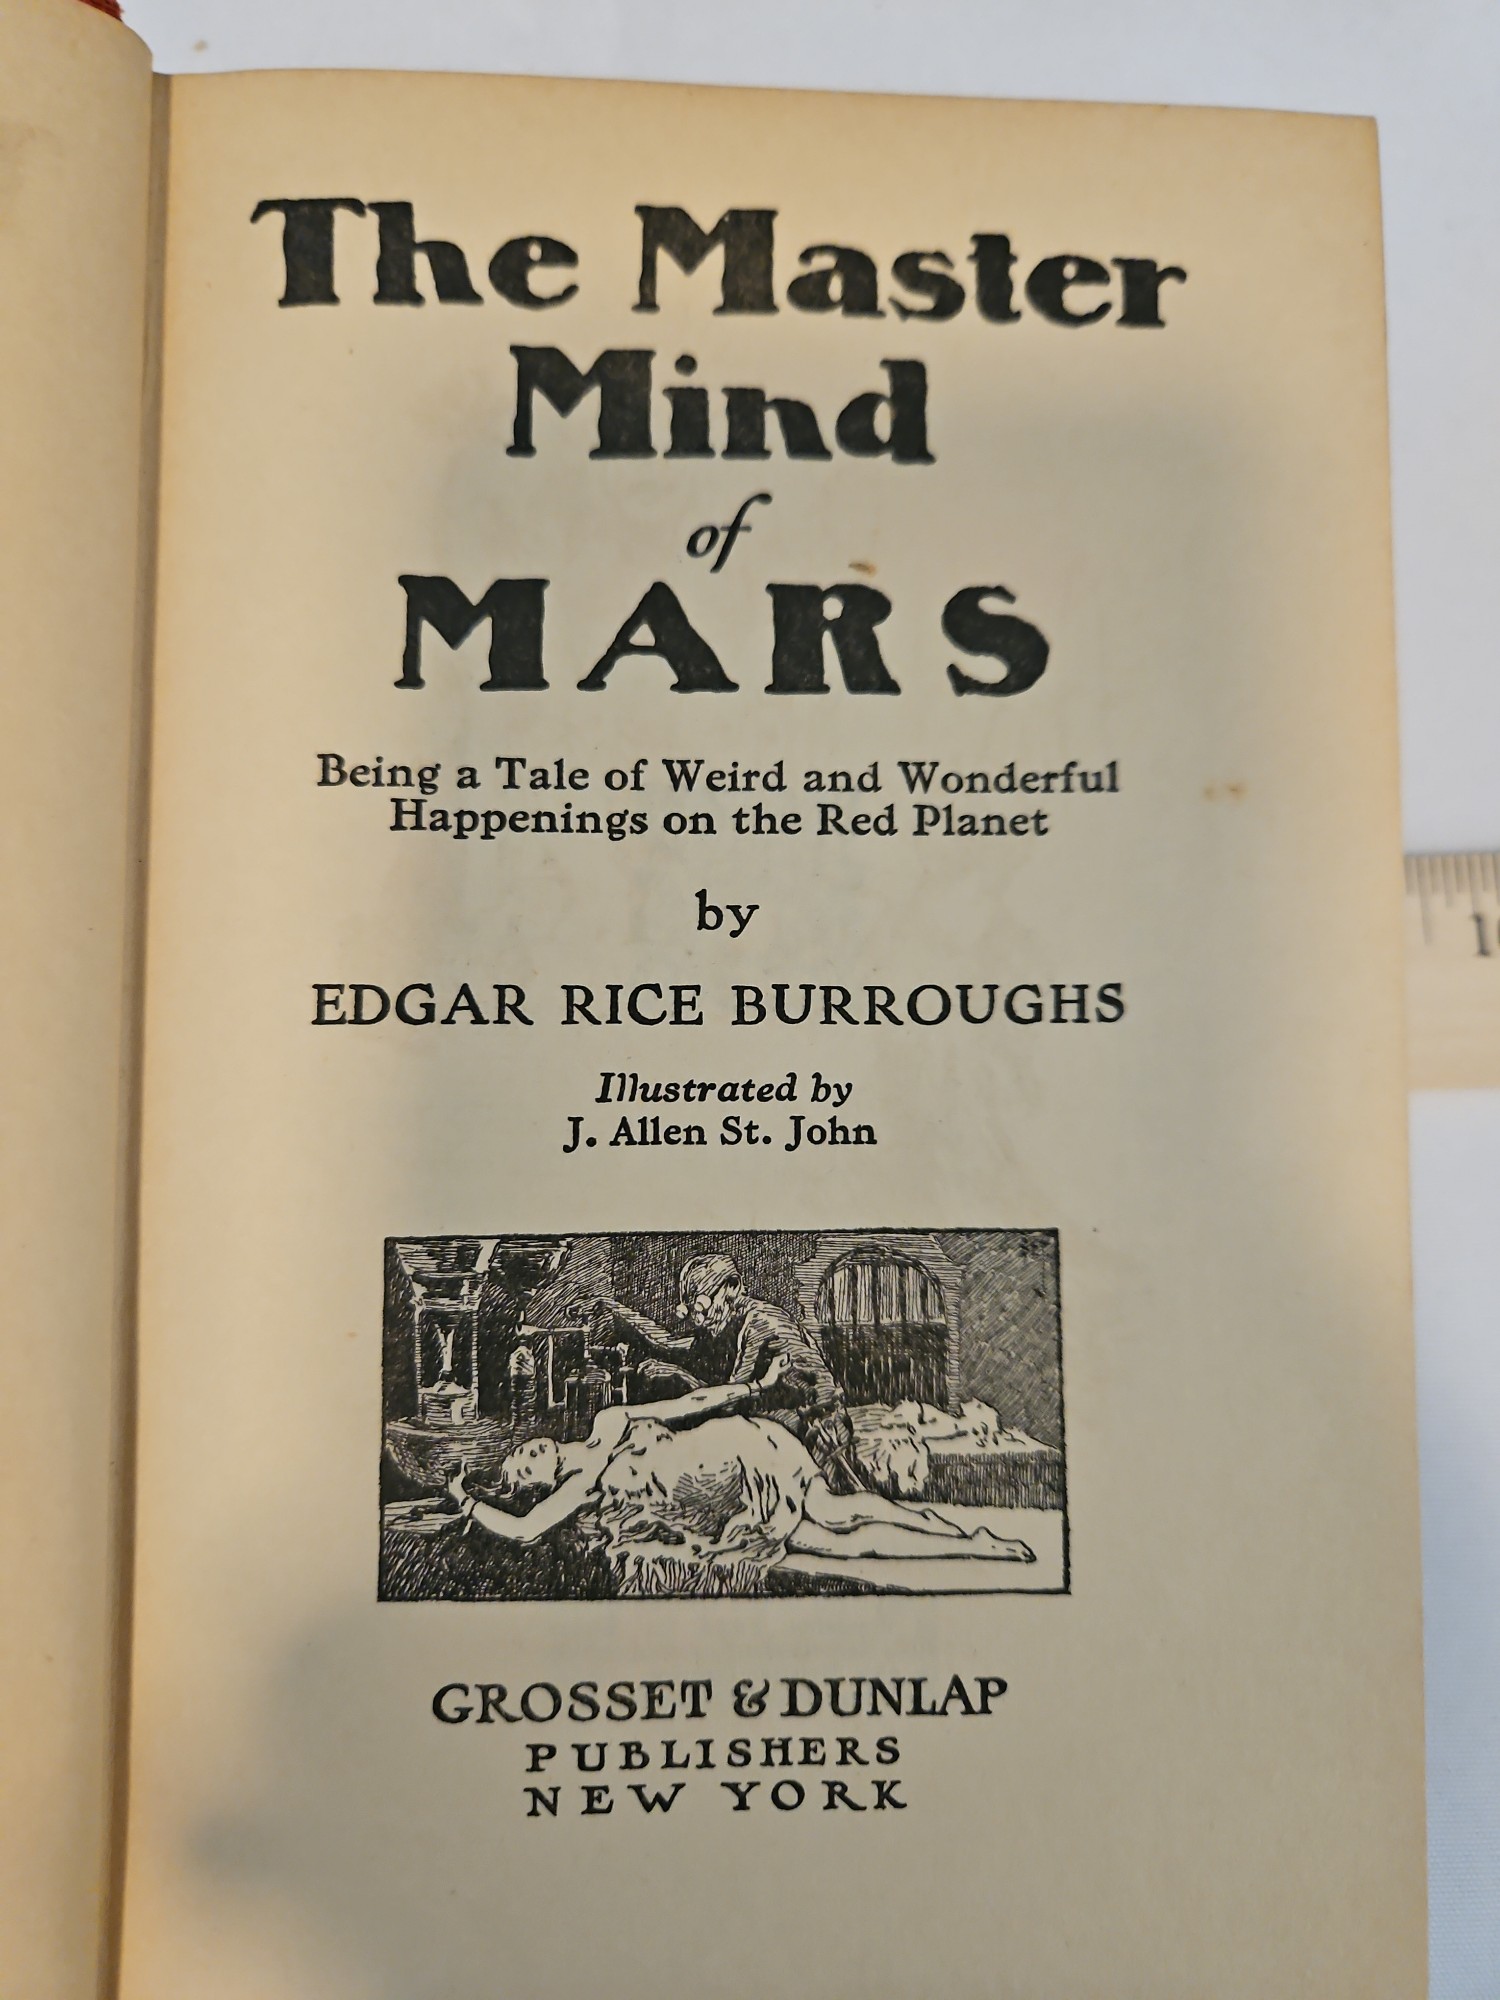 The Master
Mind
of
MARS
Being a Tale of Weird and Wonderful
Happenings on the Red Planet
by
EDGAR RICE BURROUGHS
Illustrated by
J. Allen St. John
GROSSET & DUNLAP
PUBLISHERS
NEW YORK